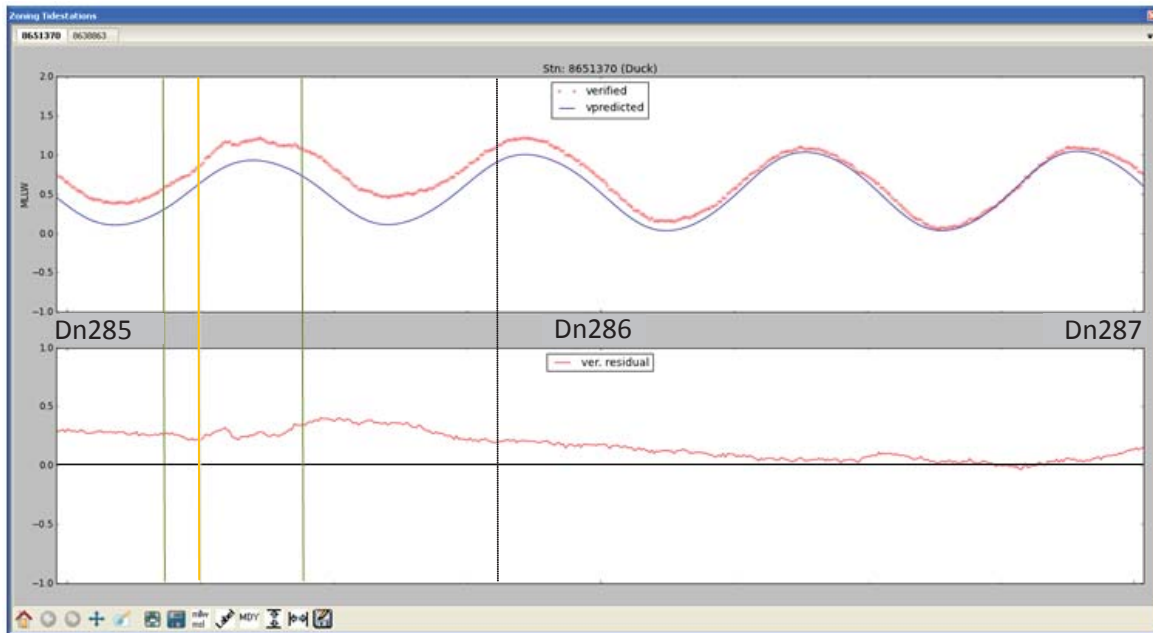 Zoning Tidestations
8651370 8638863
Stn: 8651370 (Duck)
verified
vpredicted
2.0
1.5
1.0
0.5
0.0
−0.5
−1.0
MLLW
Dn285 Dn286 Dn287
ver. residual
1.0
0.5
0.0
−0.5
−1.0
mllw
msl
MDY